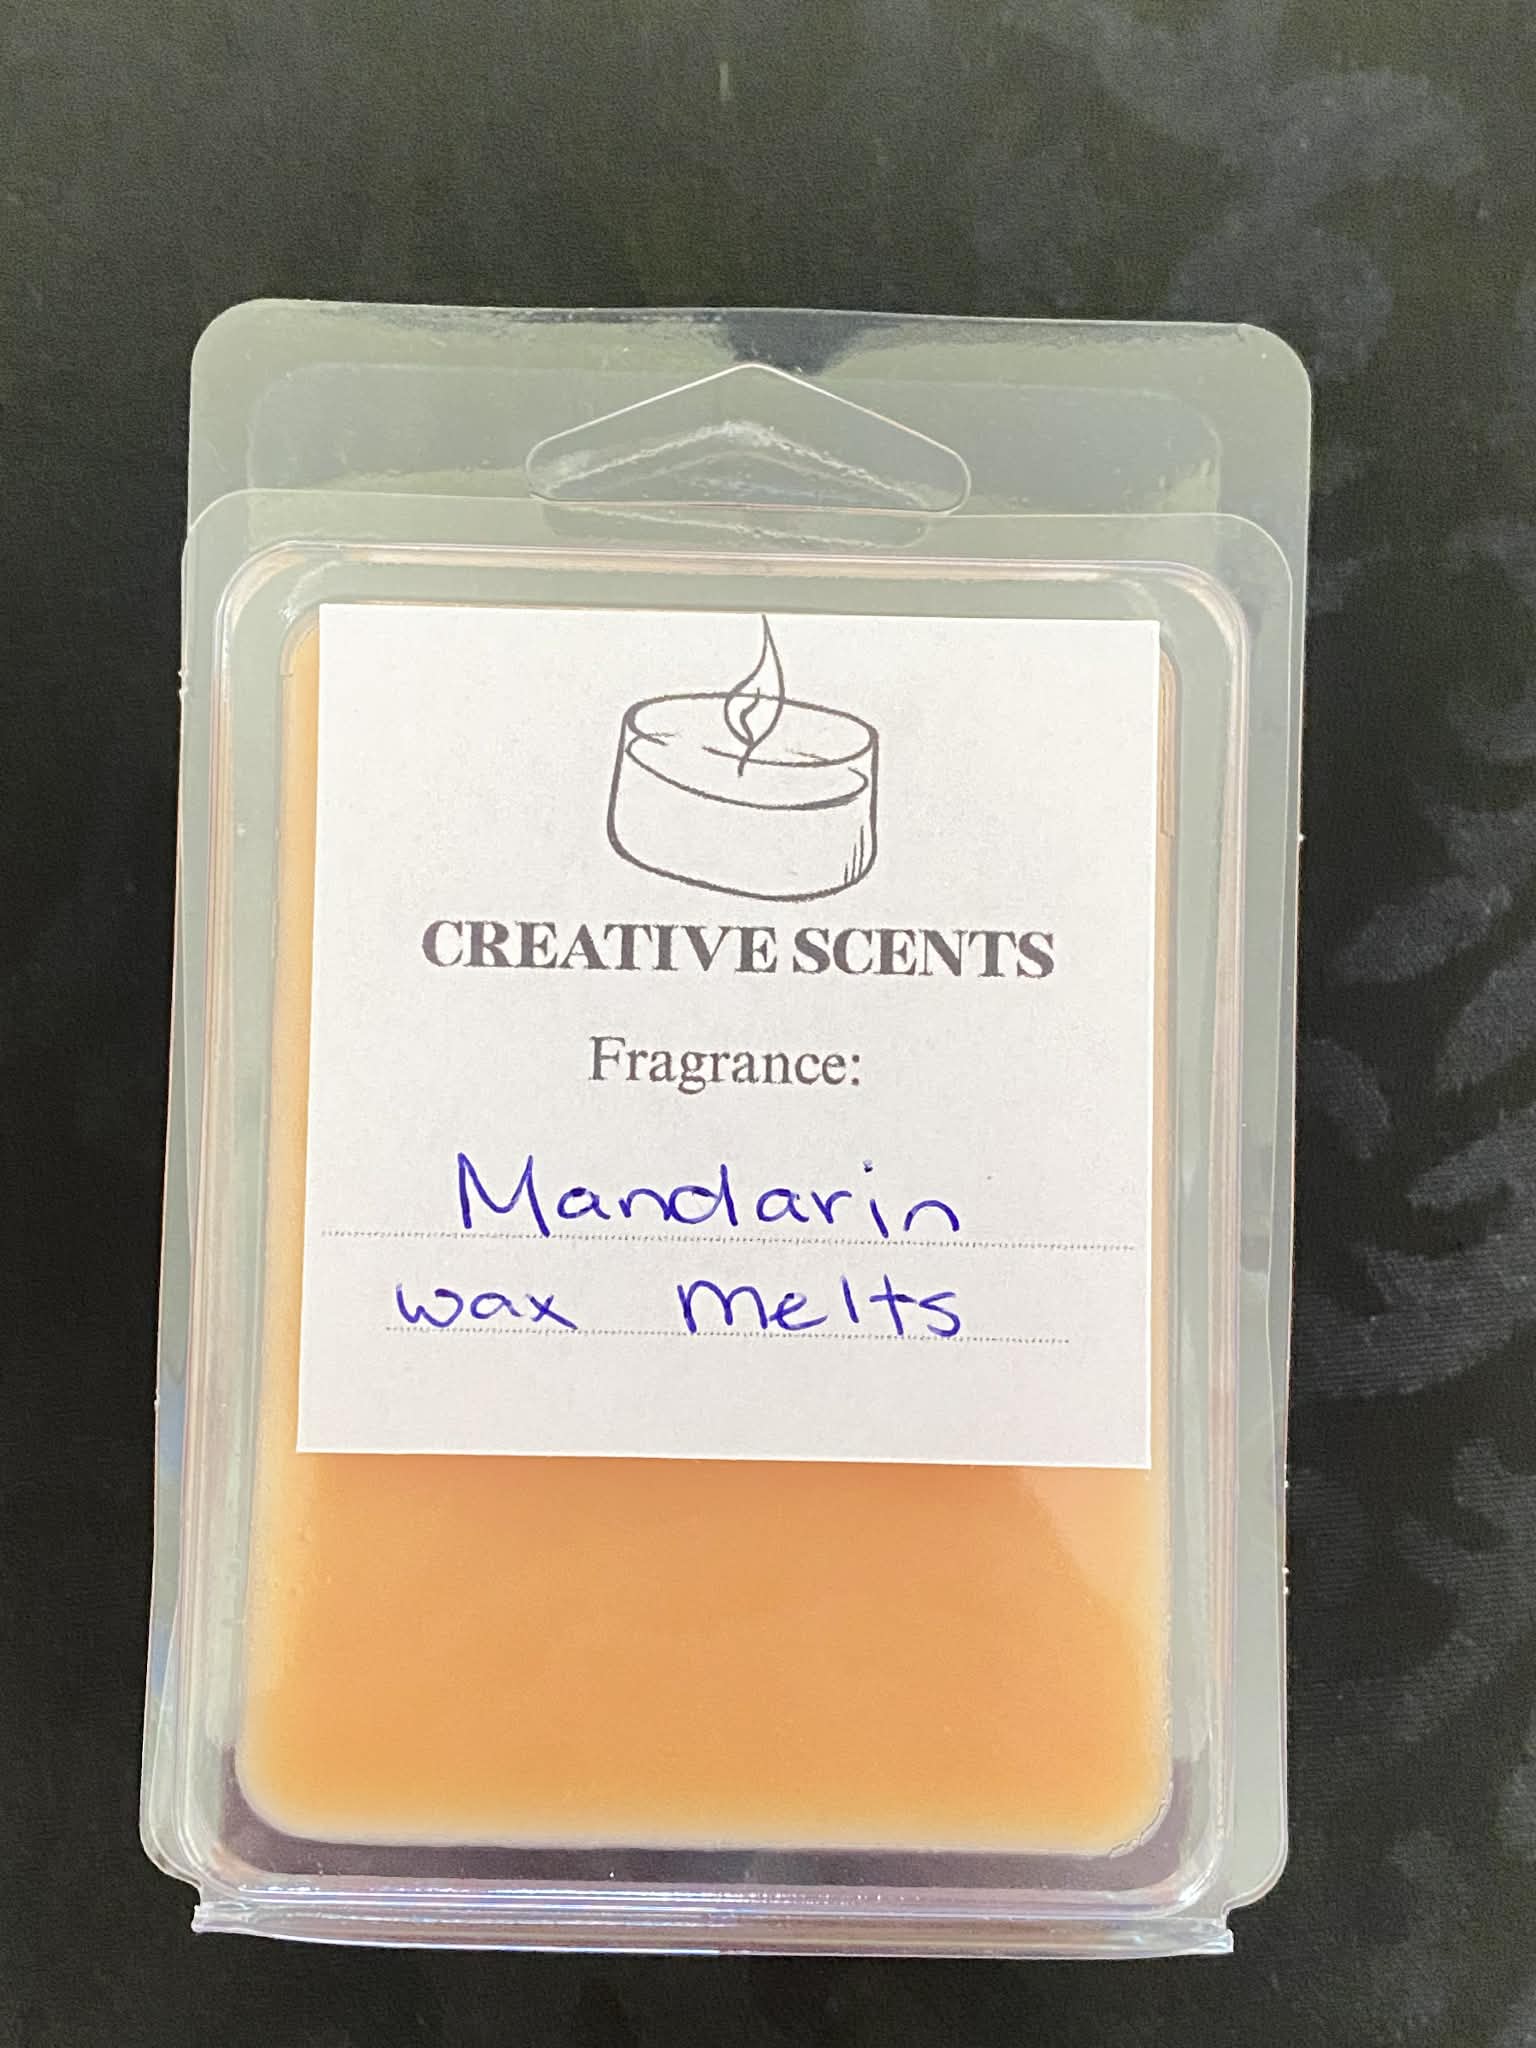 CREATIVE SCENTS
Fragrance:
Mandarin
wax melts